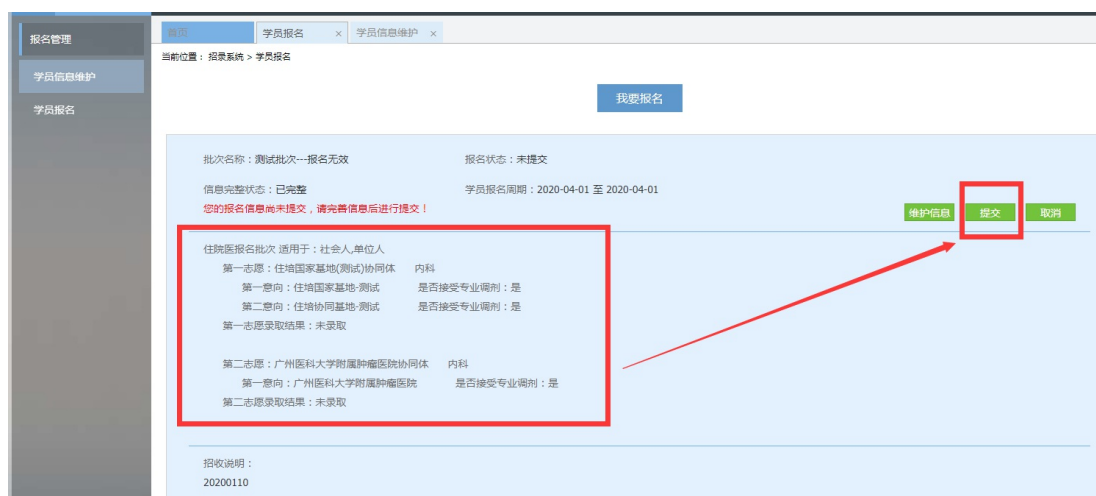 报名管理
学员信息维护
学员报名
首页 学员报名 × 学员信息维护 ×
当前位置：招录系统 > 学员报名
我要报名
批次名称：测试批次---报名无效 报名状态：未提交
信息完整状态：已完整 学员报名周期：2020-04-01 至 2020-04-01
您的报名信息尚未提交，请完善信息后进行提交！
维护信息 提交 取消
住院医报名批次 适用于：社会人,单位人
第一志愿：住培国家基地(测试)协同体 内科
第一意向：住培国家基地-测试 是否接受专业调剂：是
第二意向：住培协同基地-测试 是否接受专业调剂：是
第一志愿录取结果：未录取
第二志愿：广州医科大学附属肿瘤医院协同体 内科
第一意向：广州医科大学附属肿瘤医院 是否接受专业调剂：是
第二志愿录取结果：未录取
招收说明：
20200110